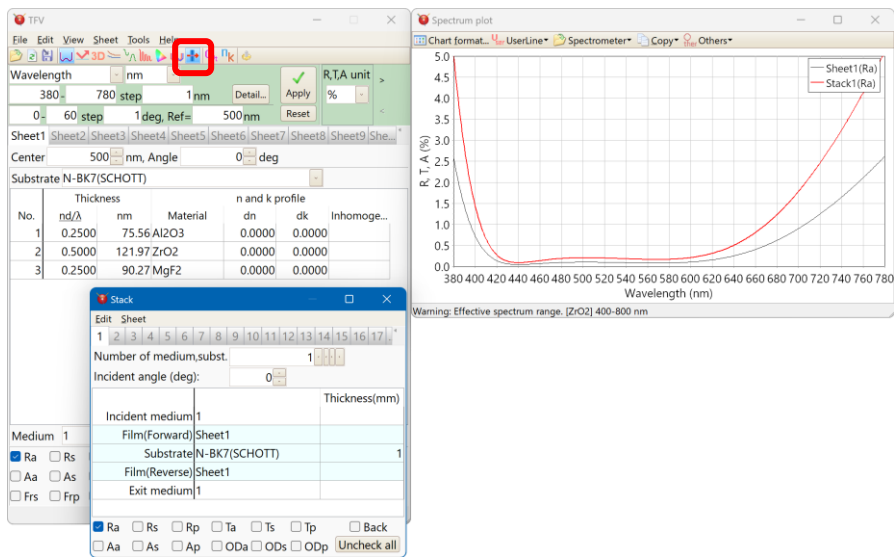 TFV
File Edit View Sheet Tools Help
3D
Wavelength nm
380 - 780 step 1 nm Detail... Apply
R,T,A unit
%
0 - 60 step 1 deg, Ref= 500 nm Reset
Sheet1 Sheet2 Sheet3 Sheet4 Sheet5 Sheet6 Sheet7 Sheet8 Sheet9 She...
Center 500 nm, Angle 0 deg
Substrate N-BK7(SCHOTT)
Thickness n and k profile
No. nd/λ nm Material dn dk Inhomoge...
1 0.2500 75.56 Al2O3 0.0000 0.0000
2 0.5000 121.97 ZrO2 0.0000 0.0000
3 0.2500 90.27 MgF2 0.0000 0.0000
Medium 1
Ra Rs
Aa As
Frs Frp
Stack
Edit Sheet
1 2 3 4 5 6 7 8 9 10 11 12 13 14 15 16 17
Number of medium,subst. 1
Incident angle (deg): 0
Thickness(mm)
Incident medium 1
Film(Forward) Sheet1
Substrate N-BK7(SCHOTT) 1
Film(Reverse) Sheet1
Exit medium 1
Ra Rs Rp Ta Ts Tp Back
Aa As Ap ODa ODs ODp Uncheck all
Spectrum plot
Chart format... UserLine Spectrometer Copy Others
5.0
4.5
4.0
3.5
3.0
2.5
2.0
1.5
1.0
0.5
0.0
R, T, A (%)
Sheet1(Ra)
Stack1(Ra)
380 400 420 440 460 480 500 520 540 560 580 600 620 640 660 680 700 720 740 760 780
Wavelength (nm)
Warning: Effective spectrum range. [ZrO2] 400-800 nm